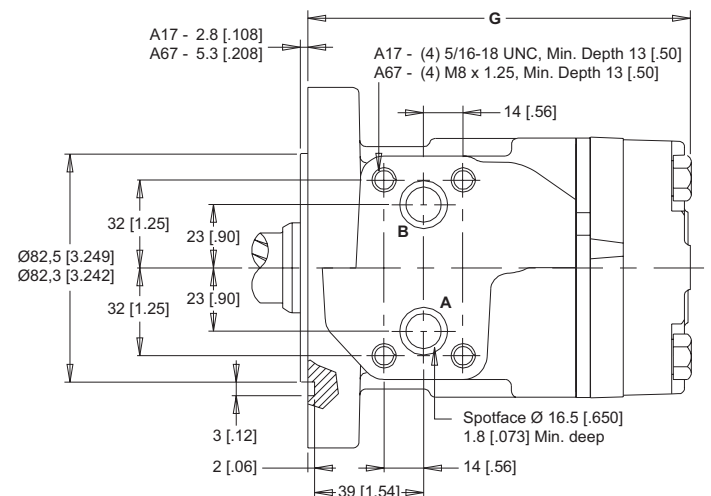 G
A17 - 2.8 [.108]
A67 - 5.3 [.208]
A17 - (4) 5/16-18 UNC, Min. Depth 13 [.50]
A67 - (4) M8 x 1.25, Min. Depth 13 [.50]
14 [.56]
32 [1.25]
23 [.90]
B
Ø82,5 [3.249]
Ø82,3 [3.242]
32 [1.25]
23 [.90]
A
Spotface Ø 16.5 [.650]
1.8 [.073] Min. deep
3 [.12]
2 [.06]
14 [.56]
39 [1.54]